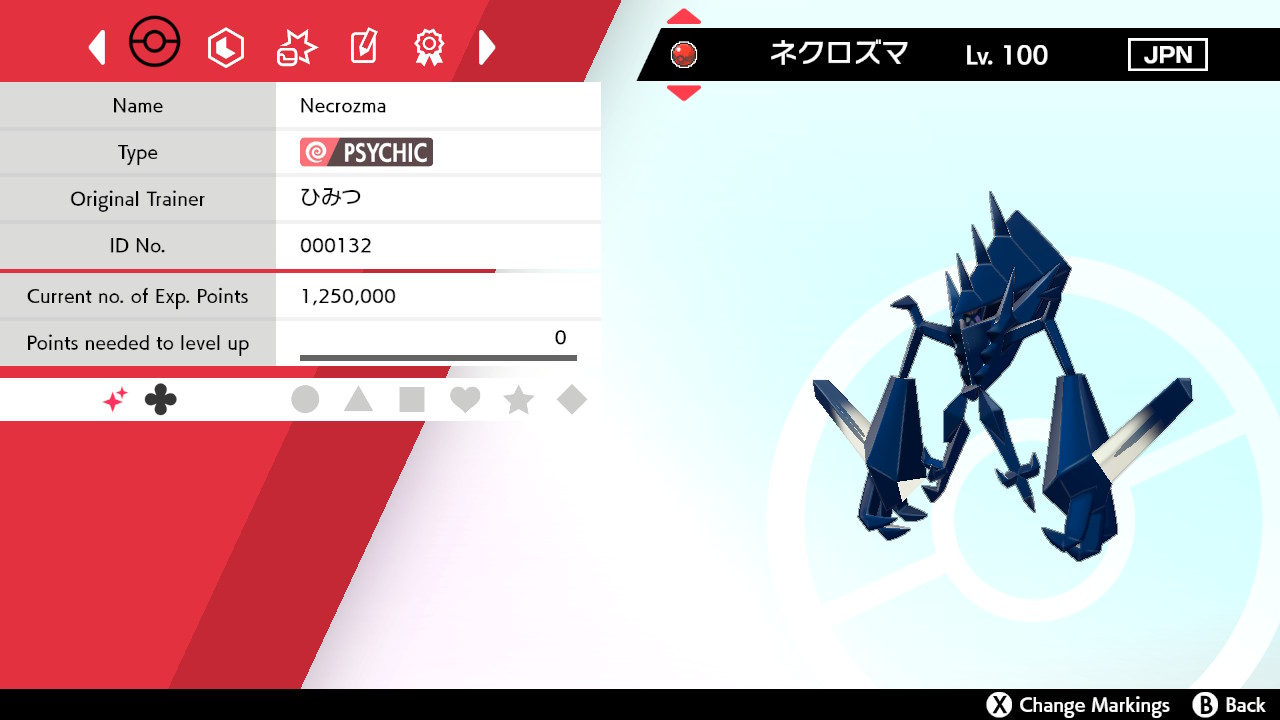 ネクロズマ Lv. 100 JPN
Name Necrozma
Type PSYCHIC
Original Trainer ひみつ
ID No. 000132
Current no. of Exp. Points 1,250,000
Points needed to level up 0
X Change Markings B Back